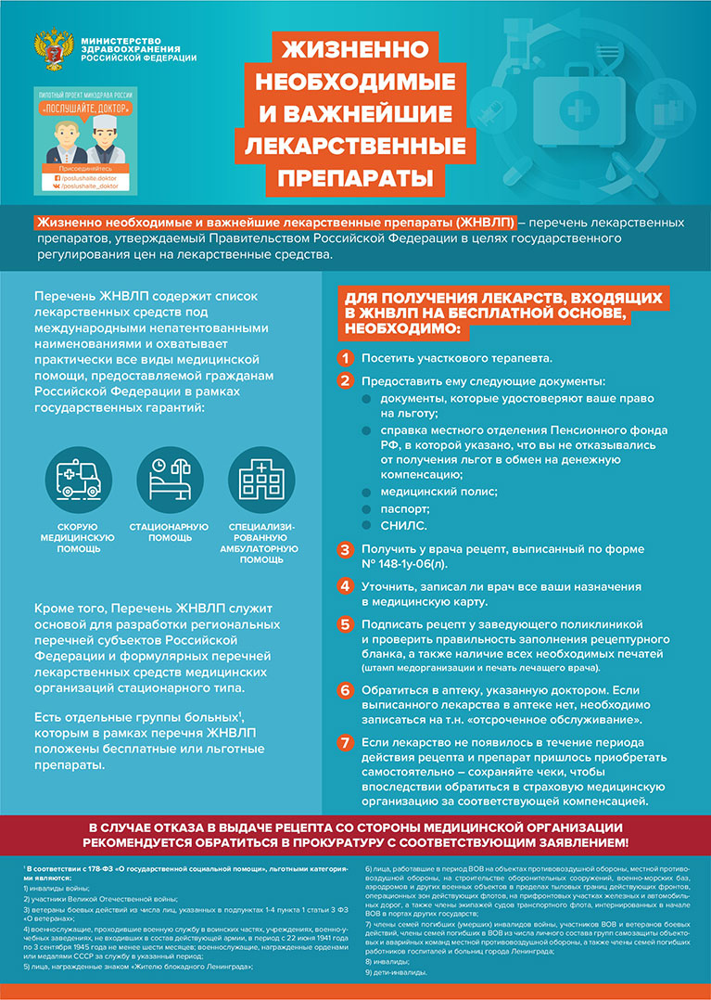 МИНИСТЕРСТВО
ЗДРАВООХРАНЕНИЯ
РОССИЙСКОЙ ФЕДЕРАЦИИ
ПИЛОТНЫЙ ПРОЕКТ МИНЗДРАВА РОССИИ
«ПОСЛУШАЙТЕ, ДОКТОР»
Присоединяйтесь
/poslushaite.doktor
/poslushaite_doktor
ЖИЗНЕННО
НЕОБХОДИМЫЕ
И ВАЖНЕЙШИЕ
ЛЕКАРСТВЕННЫЕ
ПРЕПАРАТЫ
Жизненно необходимые и важнейшие лекарственные препараты (ЖНВЛП) – перечень лекарственных
препаратов, утверждаемый Правительством Российской Федерации в целях государственного
регулирования цен на лекарственные средства.
Перечень ЖНВЛП содержит список
лекарственных средств под
международными непатентованными
наименованиями и охватывает
практически все виды медицинской
помощи, предоставляемой гражданам
Российской Федерации в рамках
государственных гарантий:
СКОРУЮ
МЕДИЦИНСКУЮ
ПОМОЩЬ
СТАЦИОНАРНУЮ
ПОМОЩЬ
СПЕЦИАЛИЗИ-
РОВАННУЮ
АМБУЛАТОРНУЮ
ПОМОЩЬ
Кроме того, Перечень ЖНВЛП служит
основой для разработки региональных
перечней субъектов Российской
Федерации и формулярных перечней
лекарственных средств медицинских
организаций стационарного типа.
Есть отдельные группы больных¹,
которым в рамках перечня ЖНВЛП
положены бесплатные или льготные
препараты.
ДЛЯ ПОЛУЧЕНИЯ ЛЕКАРСТВ, ВХОДЯЩИХ
В ЖНВЛП НА БЕСПЛАТНОЙ ОСНОВЕ,
НЕОБХОДИМО:
1 Посетить участкового терапевта.
2 Предоставить ему следующие документы:
документы, которые удостоверяют ваше право
на льготу;
справка местного отделения Пенсионного фонда
РФ, в которой указано, что вы не отказывались
от получения льгот в обмен на денежную
компенсацию;
медицинский полис;
паспорт;
СНИЛС.
3 Получить у врача рецепт, выписанный по форме
№ 148-1у-06(л).
4 Уточнить, записал ли врач все ваши назначения
в медицинскую карту.
5 Подписать рецепт у заведующего поликлиникой
и проверить правильность заполнения рецептурного
бланка, а также наличие всех необходимых печатей
(штамп медорганизации и печать лечащего врача).
6 Обратиться в аптеку, указанную доктором. Если
выписанного лекарства в аптеке нет, необходимо
записаться на т.н. «отсроченное обслуживание».
7 Если лекарство не появилось в течение периода
действия рецепта и препарат пришлось приобретать
самостоятельно – сохраняйте чеки, чтобы
впоследствии обратиться в страховую медицинскую
организацию за соответствующей компенсацией.
В СЛУЧАЕ ОТКАЗА В ВЫДАЧЕ РЕЦЕПТА СО СТОРОНЫ МЕДИЦИНСКОЙ ОРГАНИЗАЦИИ
РЕКОМЕНДУЕТСЯ ОБРАТИТЬСЯ В ПРОКУРАТУРУ С СООТВЕТСТВУЮЩИМ ЗАЯВЛЕНИЕМ!
¹ В соответствии с 178-ФЗ «О государственной социальной помощи», льготными категория-
ми являются:
1) инвалиды войны;
2) участники Великой Отечественной войны;
3) ветераны боевых действий из числа лиц, указанных в подпунктах 1-4 пункта 1 статьи 3 ФЗ
«О ветеранах»;
4) военнослужащие, проходившие военную службу в воинских частях, учреждениях, военно-у-
чебных заведениях, не входивших в состав действующей армии, в период с 22 июня 1941 года
по 3 сентября 1945 года не менее шести месяцев; военнослужащие, награжденные орденами
или медалями СССР за службу в указанный период;
5) лица, награжденные знаком «Жителю блокадного Ленинграда»;
6) лица, работавшие в период ВОВ на объектах противовоздушной обороны, местной противо-
воздушной обороны, на строительстве оборонительных сооружений, военно-морских баз,
аэродромов и других военных объектов в пределах тыловых границ действующих фронтов,
операционных зон действующих флотов, на прифронтовых участках железных и автомобиль-
ных дорог, а также члены экипажей судов транспортного флота, интернированных в начале
ВОВ в портах других государств;
7) члены семей погибших (умерших) инвалидов войны, участников ВОВ и ветеранов боевых
действий, члены семей погибших в ВОВ из числа личного состава групп самозащиты объекто-
вых и аварийных команд местной противовоздушной обороны, а также члены семей погибших
работников госпиталей и больниц города Ленинграда;
8) инвалиды;
9) дети-инвалиды.